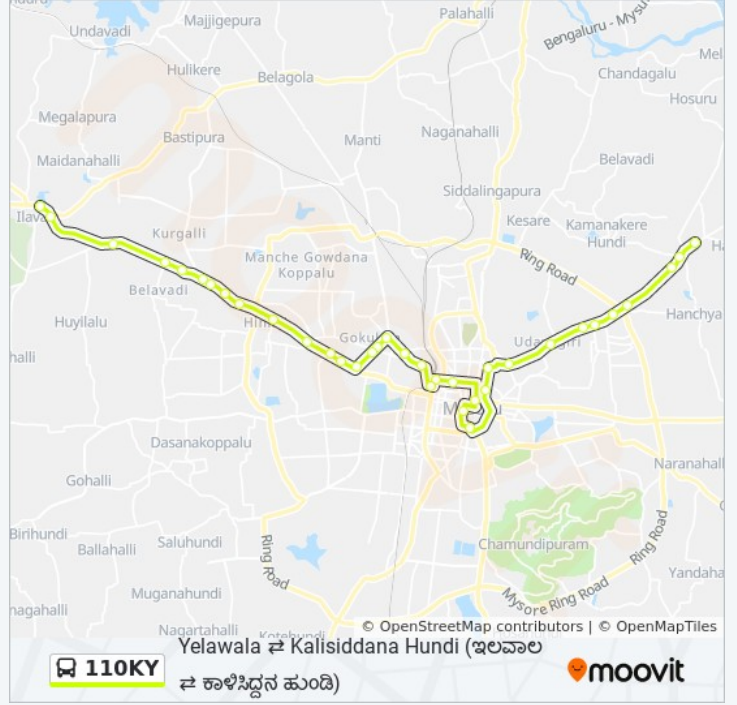 Majjigepura
Palahalli
Undavadi
Bengaluru - Mysu
Hulikere
Belagola
Mel
Chandagalu
Hosuru
Megalapura
Bastipura
Manti
Naganahalli
Maidanahalli
Belavadi
Siddalingapura
Ilava
Kurgalli
Kesare
Kamanakere
Hundi
Manche Gowdana
Koppalu
Ring Road
Belavadi
Huyilalu
Hanchya
halli
Dasanakoppalu
Naranahall
Gohalli
Birihundi
Ballahalli
Saluhundi
Chamundipuram
Ring Road
Ring Road
Yandaha
Muganahundi
Mysore Ring Road
nagahalli
Nagartahalli
Kotehundi
© OpenStreetMap contributors | © OpenMapTiles
110KY
Yelawala ⇄ Kalisiddana Hundi (ಇಲವಾಲ
⇄ ಕಾಳಿಸಿದ್ದನ ಹುಂಡಿ)
moovit